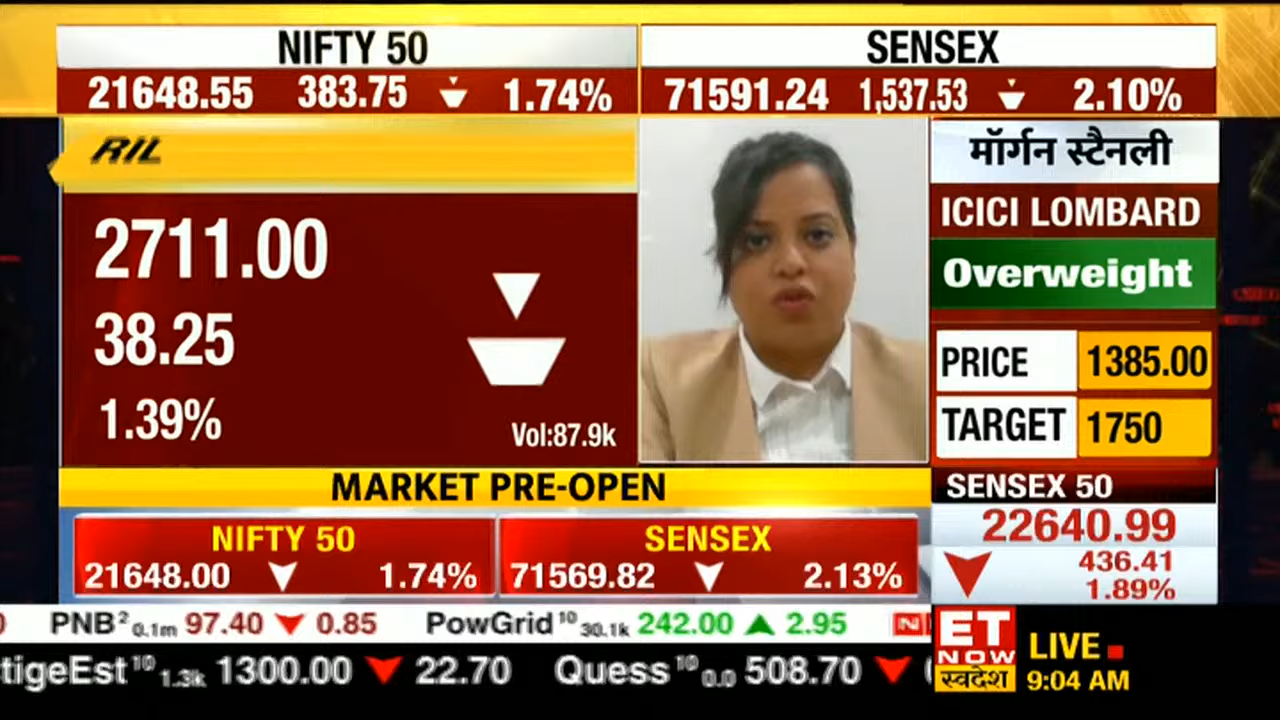 NIFTY 50
21648.55 383.75 1.74%
SENSEX
71591.24 1,537.53 2.10%
RIL
2711.00
38.25
1.39%
Vol:87.9k
मॉर्गन स्टैनली
ICICI LOMBARD
Overweight
PRICE 1385.00
TARGET 1750
MARKET PRE-OPEN
NIFTY 50
21648.00 1.74%
SENSEX
71569.82 2.13%
SENSEX 50
22640.99
436.41
1.89%
PNB 2 0.1m 97.40 0.85 PowGrid 10 30.1k 242.00 2.95
tigeEst 10 1.3k 1300.00 22.70 Quess 10 0.0 508.70
ET
NOW
स्वदेश
LIVE
9:04 AM